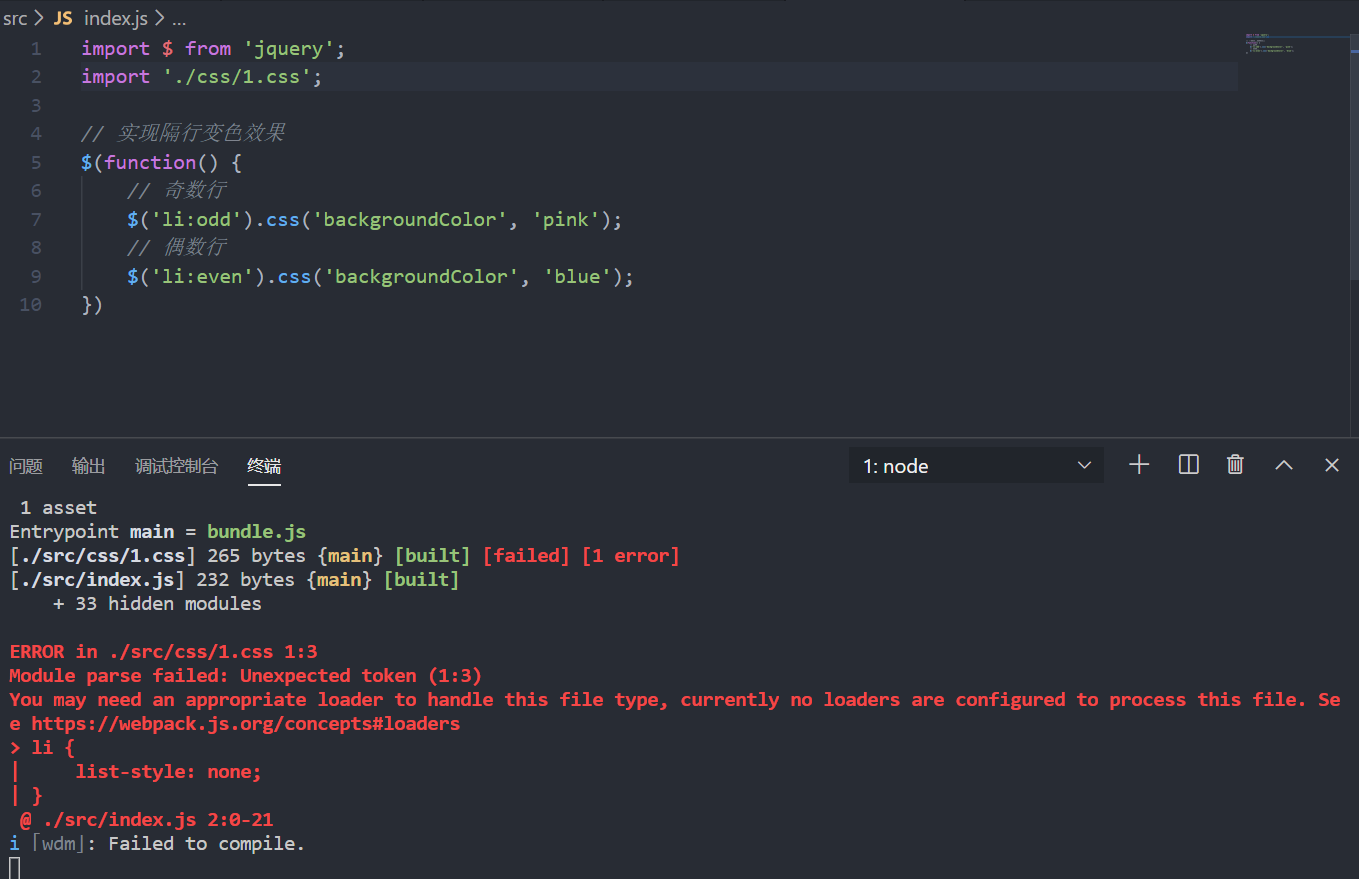 src > JS index.js > ...
1 import $ from 'jquery';
2 import './css/1.css';
3
4 // 实现隔行变色效果
5 $(function() {
6     // 奇数行
7     $('li:odd').css('backgroundColor', 'pink');
8     // 偶数行
9     $('li:even').css('backgroundColor', 'blue');
10 })
问题 输出 调试控制台 终端 1: node
1 asset
Entrypoint main = bundle.js
[./src/css/1.css] 265 bytes {main} [built] [failed] [1 error]
[./src/index.js] 232 bytes {main} [built]
    + 33 hidden modules
ERROR in ./src/css/1.css 1:3
Module parse failed: Unexpected token (1:3)
You may need an appropriate loader to handle this file type, currently no loaders are configured to process this file. Se
e https://webpack.js.org/concepts#loaders
> li {
|     list-style: none;
| }
 @ ./src/index.js 2:0-21
i ⌈wdm⌋: Failed to compile.